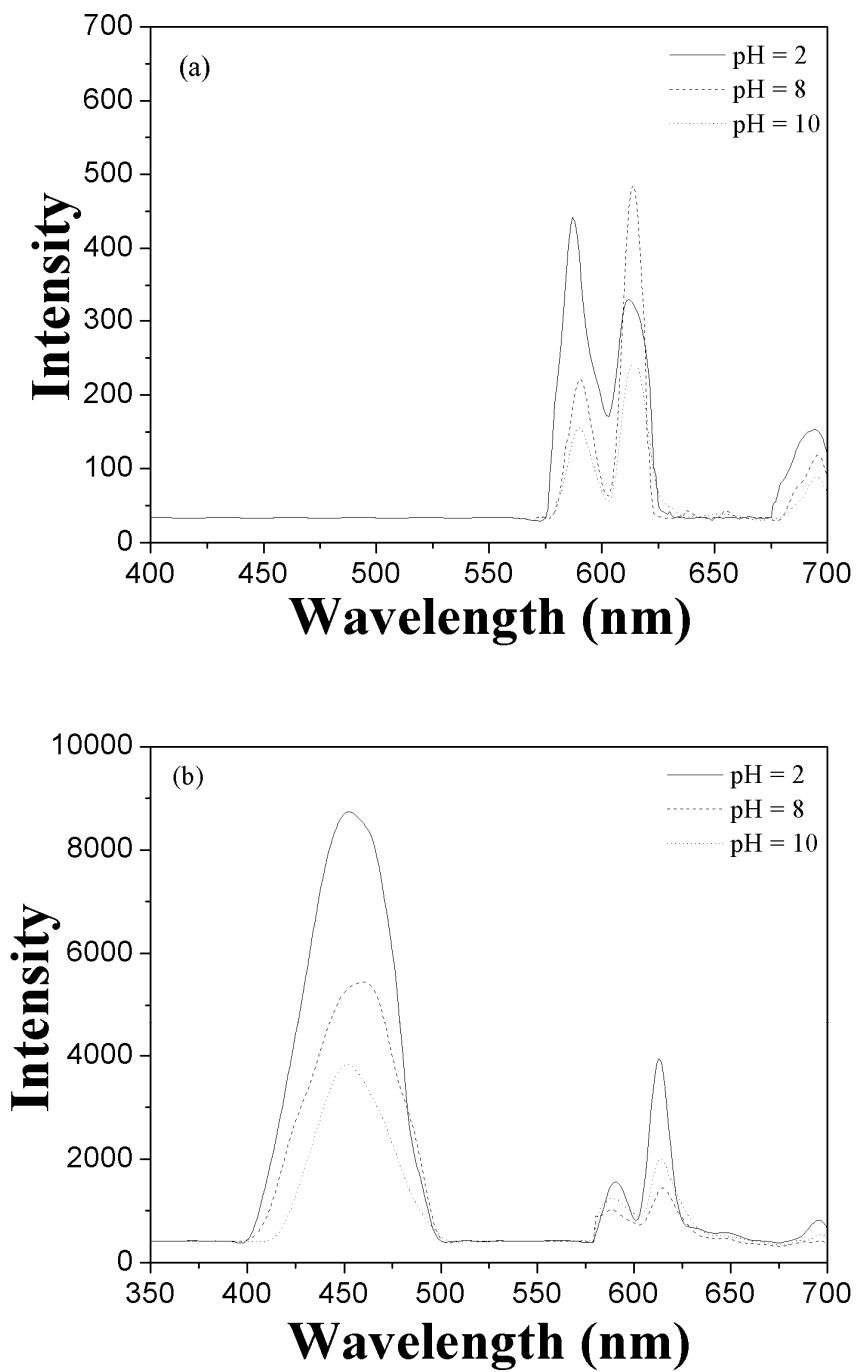 700
(a)
pH = 2
pH = 8
pH = 10
600
500
400
300
200
100
0
Intensity
400 450 500 550 600 650 700
Wavelength (nm)
10000
(b)
pH = 2
pH = 8
pH = 10
8000
6000
4000
2000
0
Intensity
350 400 450 500 550 600 650 700
Wavelength (nm)